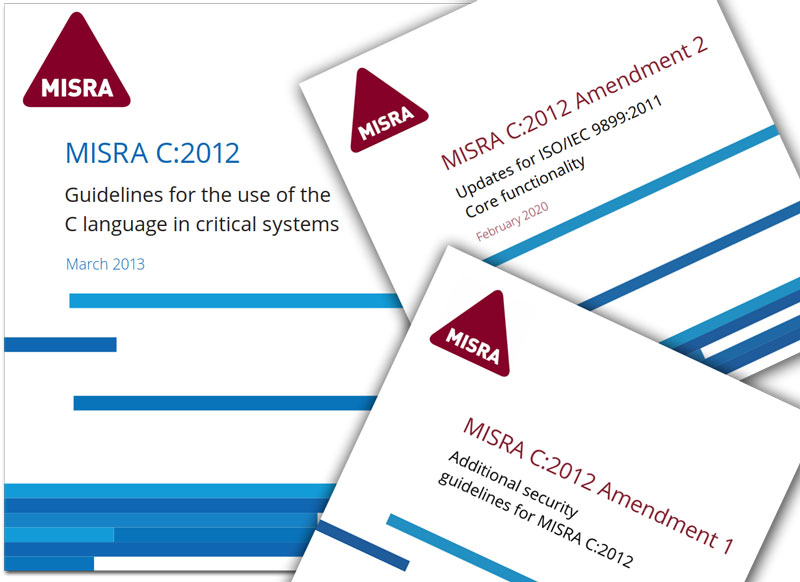 MISRA
MISRA C:2012
Guidelines for the use of the
C language in critical systems
March 2013
MISRA
MISRA C:2012 Amendment 2
Updates for ISO/IEC 9899:2011
Core functionality
February 2020
MISRA
MISRA C:2012 Amendment 1
Additional security
guidelines for MISRA C:2012